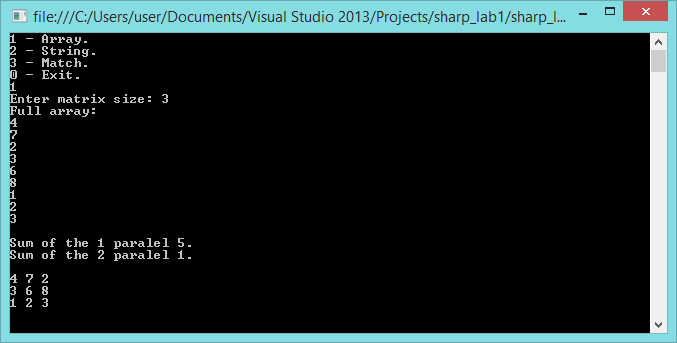 file:///C:/Users/user/Documents/Visual Studio 2013/Projects/sharp_lab1/sharp_l...
1 - Array.
2 - String.
3 - Match.
0 - Exit.
1
Enter matrix size: 3
Full array:
4
7
2
3
6
8
1
2
3
Sum of the 1 paralel 5.
Sum of the 2 paralel 1.
4 7 2
3 6 8
1 2 3